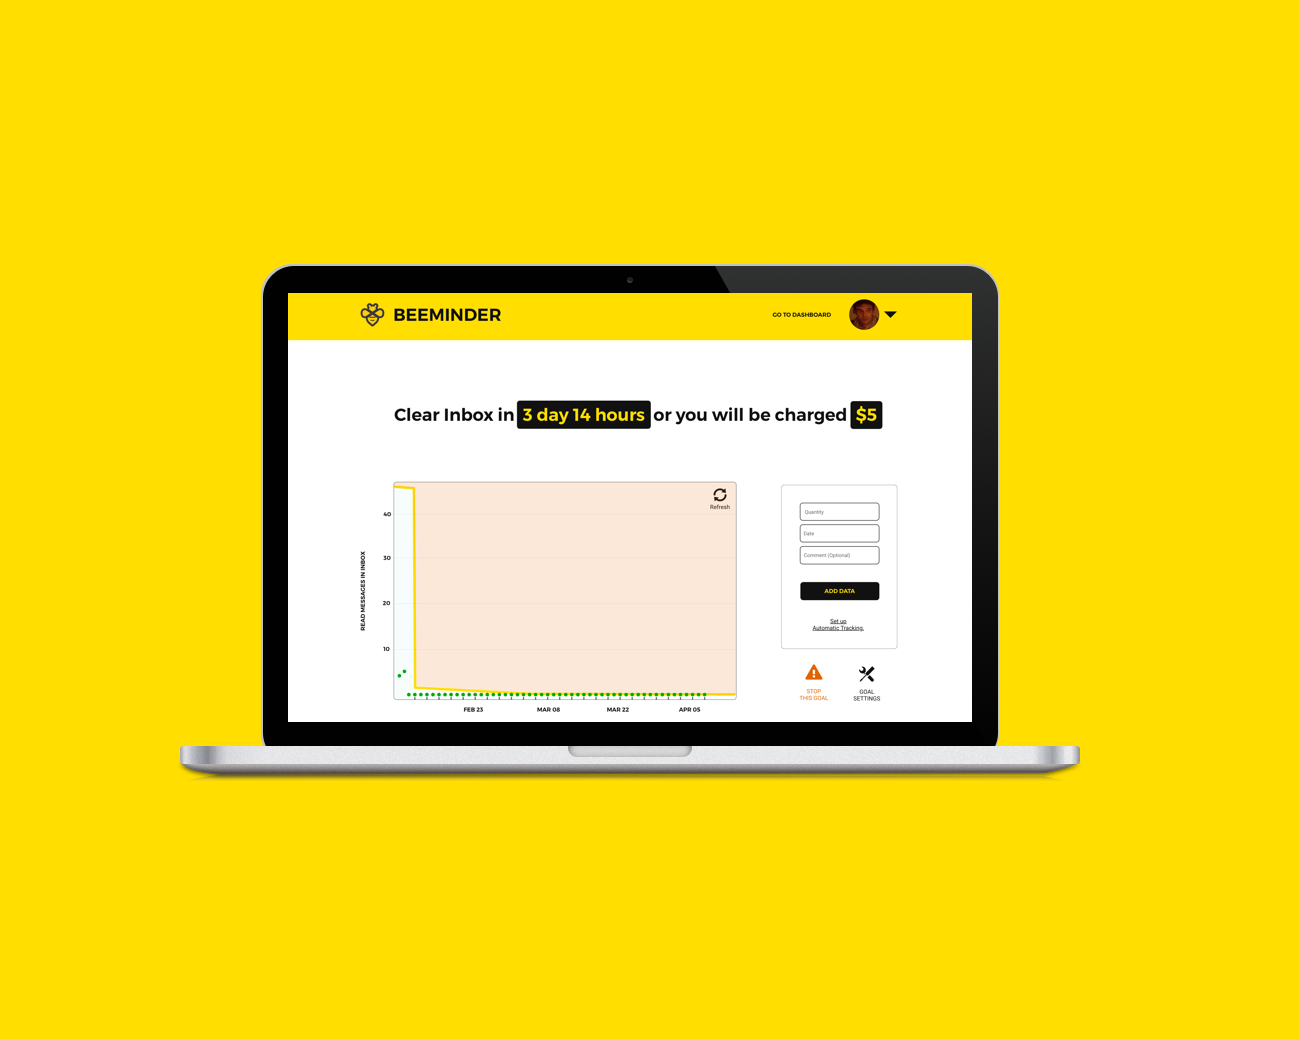 BEEMINDER
GO TO DASHBOARD
Clear Inbox in 3 day 14 hours or you will be charged $5
Refresh
READ MESSAGES IN INBOX
40
30
20
10
FEB 23
MAR 08
MAR 22
APR 05
Quantity
Date
Comment (Optional)
ADD DATA
Set up
Automatic Tracking.
STOP
THIS GOAL
GOAL
SETTINGS